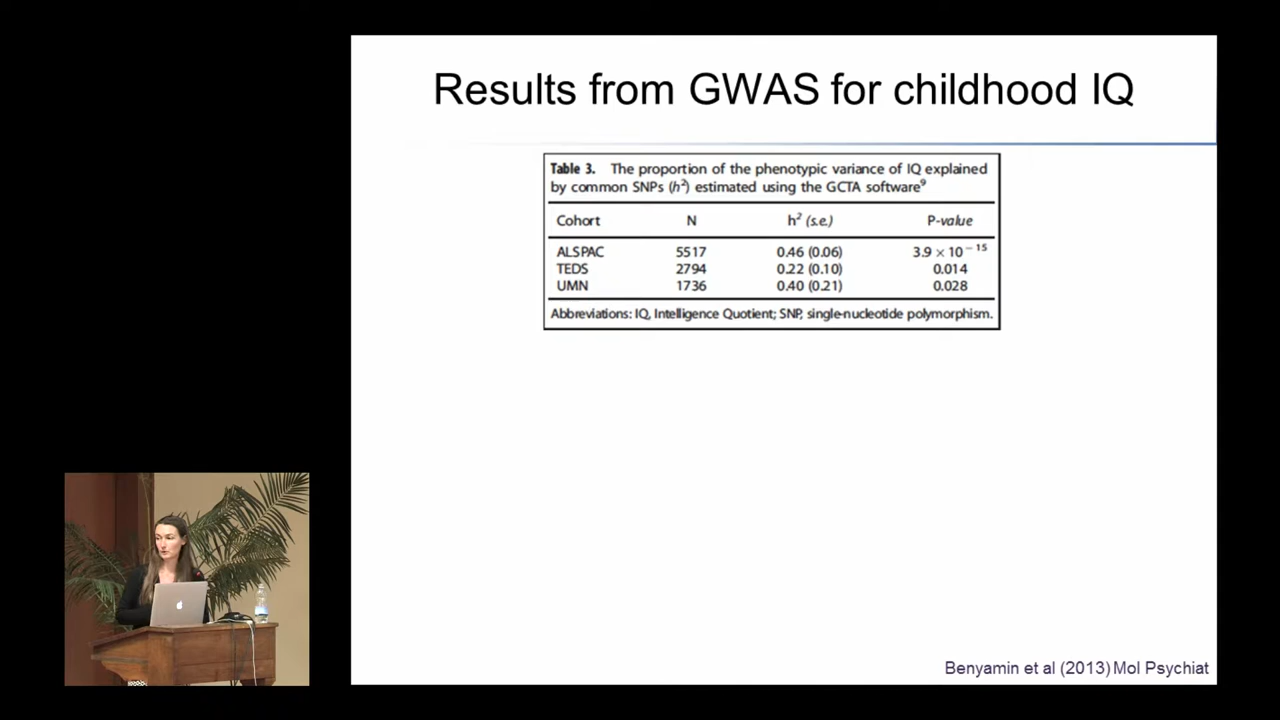 Results from GWAS for childhood IQ
Table 3. The proportion of the phenotypic variance of IQ explained
by common SNPs (h²) estimated using the GCTA software⁹
Cohort N h² (s.e.) P-value
ALSPAC 5517 0.46 (0.06) 3.9 × 10⁻¹⁵
TEDS 2794 0.22 (0.10) 0.014
UMN 1736 0.40 (0.21) 0.028
Abbreviations: IQ, Intelligence Quotient; SNP, single-nucleotide polymorphism.
Benyamin et al (2013) Mol Psychiat